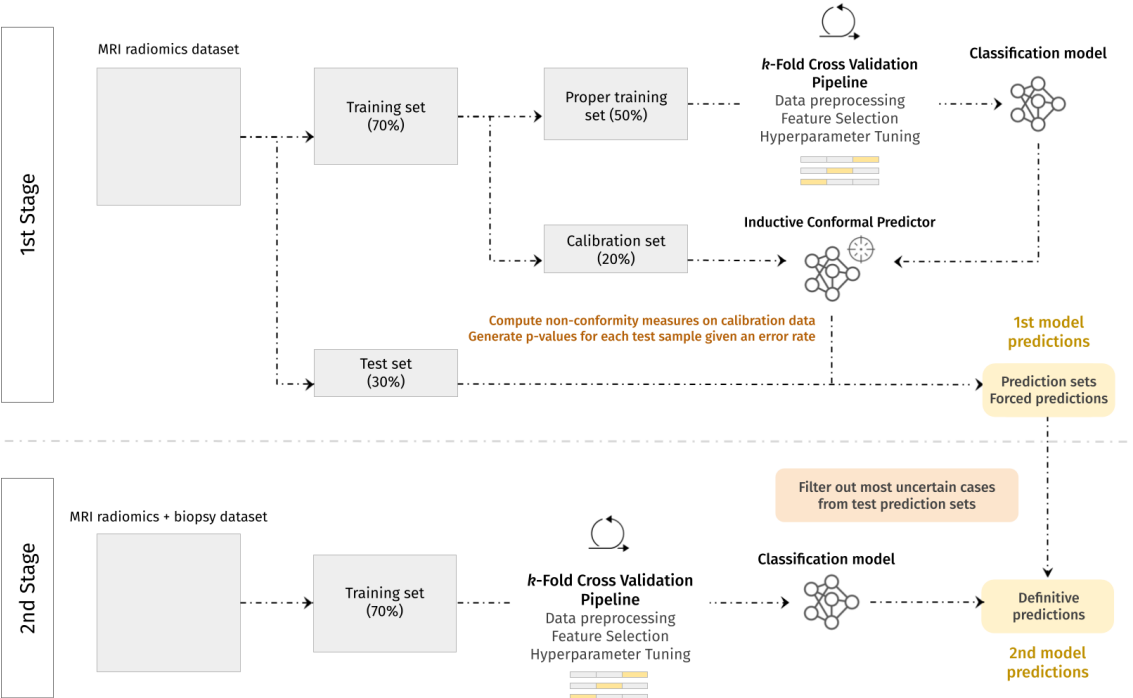 1st Stage
MRI radiomics dataset
Training set
(70%)
Proper training
set (50%)
k-Fold Cross Validation
Pipeline
Data preprocessing
Feature Selection
Hyperparameter Tuning
Classification model
Calibration set
(20%)
Inductive Conformal Predictor
Compute non-conformity measures on calibration data
Generate p-values for each test sample given an error rate
Test set
(30%)
1st model
predictions
Prediction sets
Forced predictions
2nd Stage
MRI radiomics + biopsy dataset
Training set
(70%)
k-Fold Cross Validation
Pipeline
Data preprocessing
Feature Selection
Hyperparameter Tuning
Filter out most uncertain cases
from test prediction sets
Classification model
Definitive
predictions
2nd model
predictions